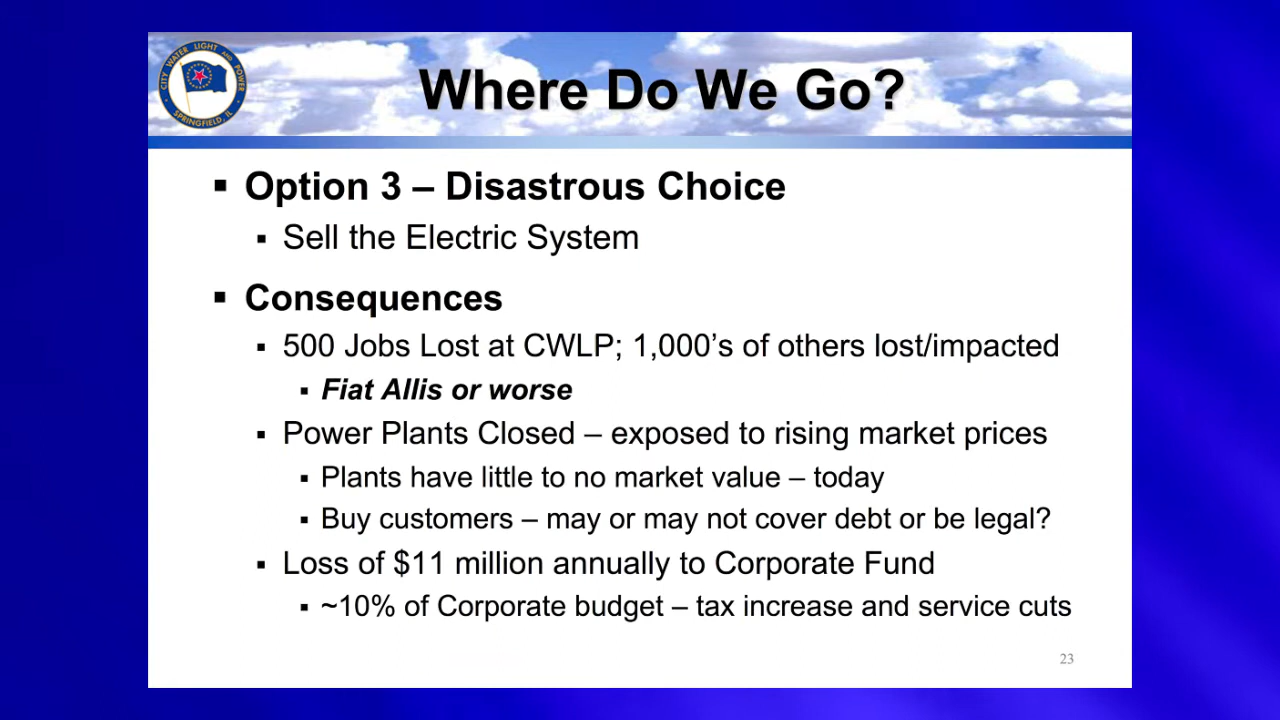 CITY WATER LIGHT AND POWER
SPRINGFIELD, IL
Where Do We Go?
▪ Option 3 – Disastrous Choice
▪ Sell the Electric System
▪ Consequences
▪ 500 Jobs Lost at CWLP; 1,000’s of others lost/impacted
▪ Fiat Allis or worse
▪ Power Plants Closed – exposed to rising market prices
▪ Plants have little to no market value – today
▪ Buy customers – may or may not cover debt or be legal?
▪ Loss of $11 million annually to Corporate Fund
▪ ~10% of Corporate budget – tax increase and service cuts
23